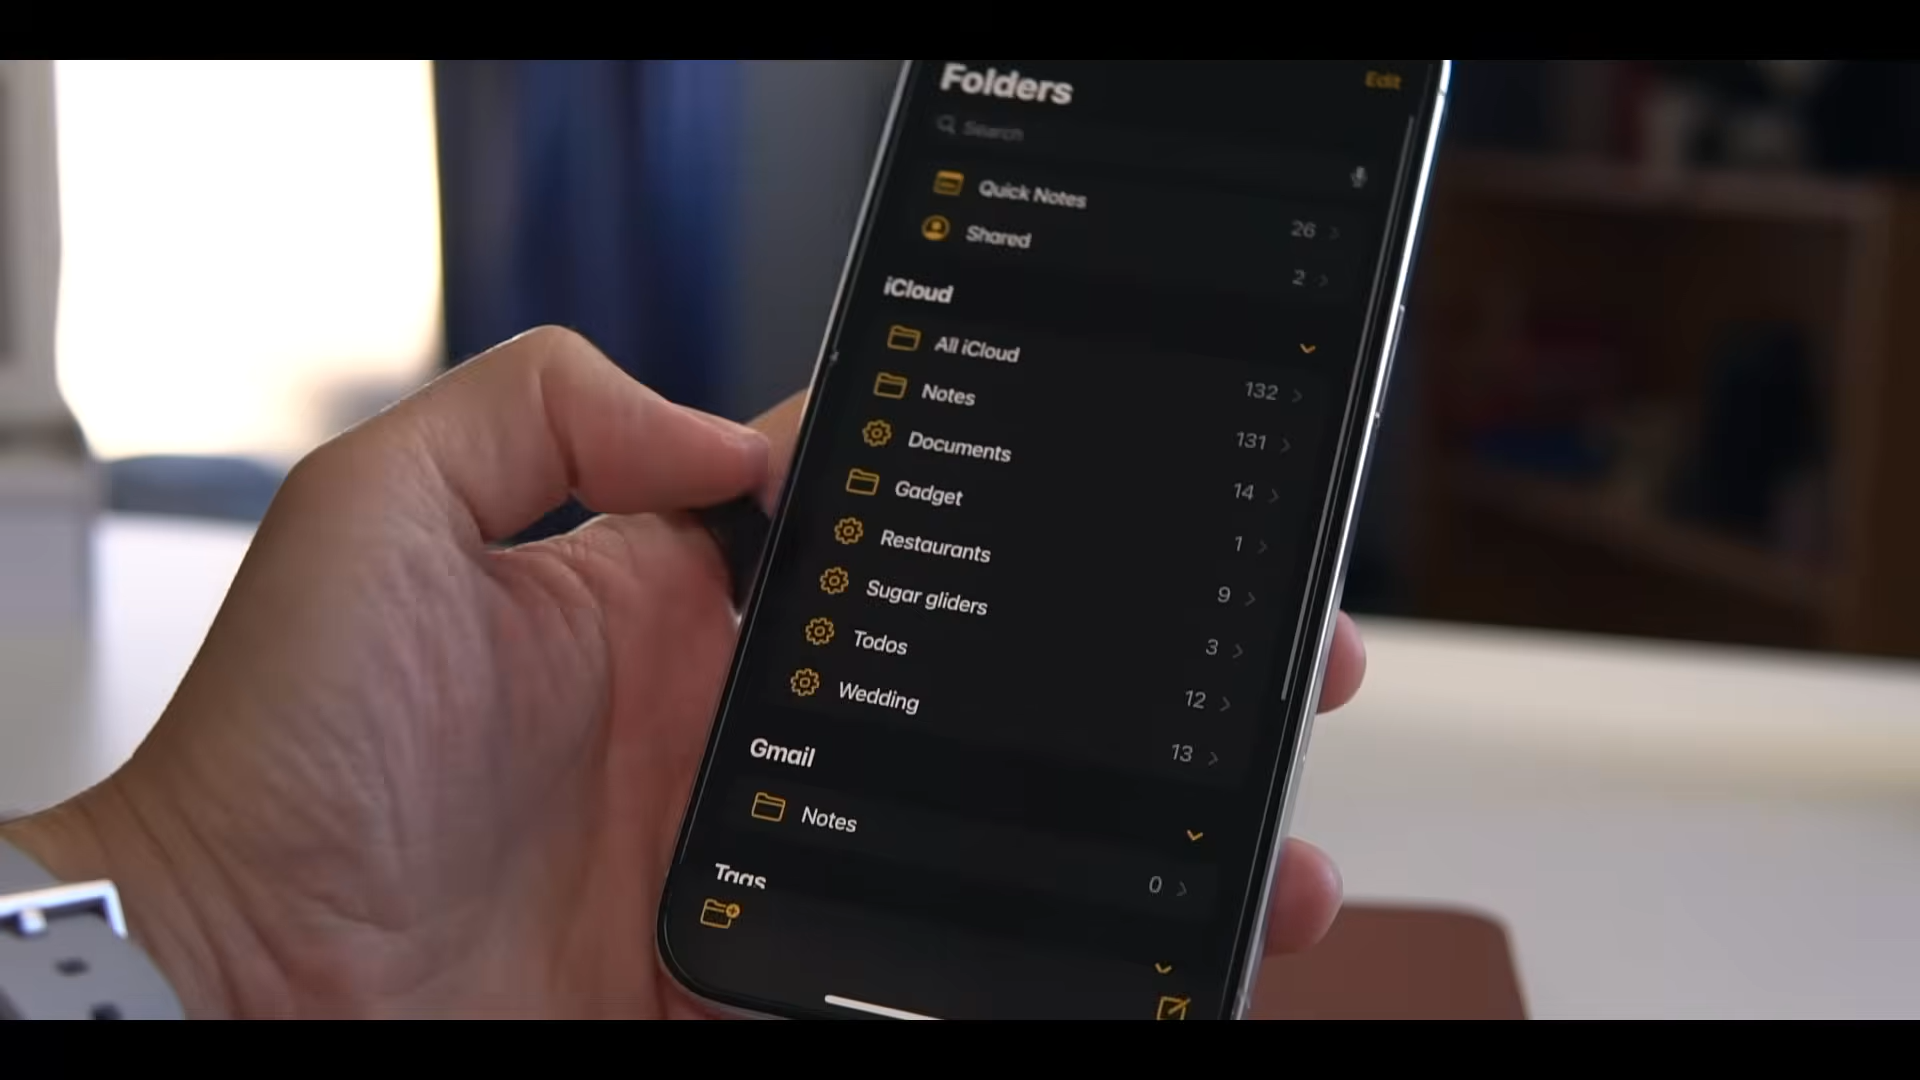 Folders
Edit
Search
Quick Notes 26
Shared 2
iCloud
All iCloud 132
Notes 131
Documents 14
Gadget 1
Restaurants 9
Sugar gliders 3
Todos 12
Wedding 13
Gmail
Notes 0
Tags